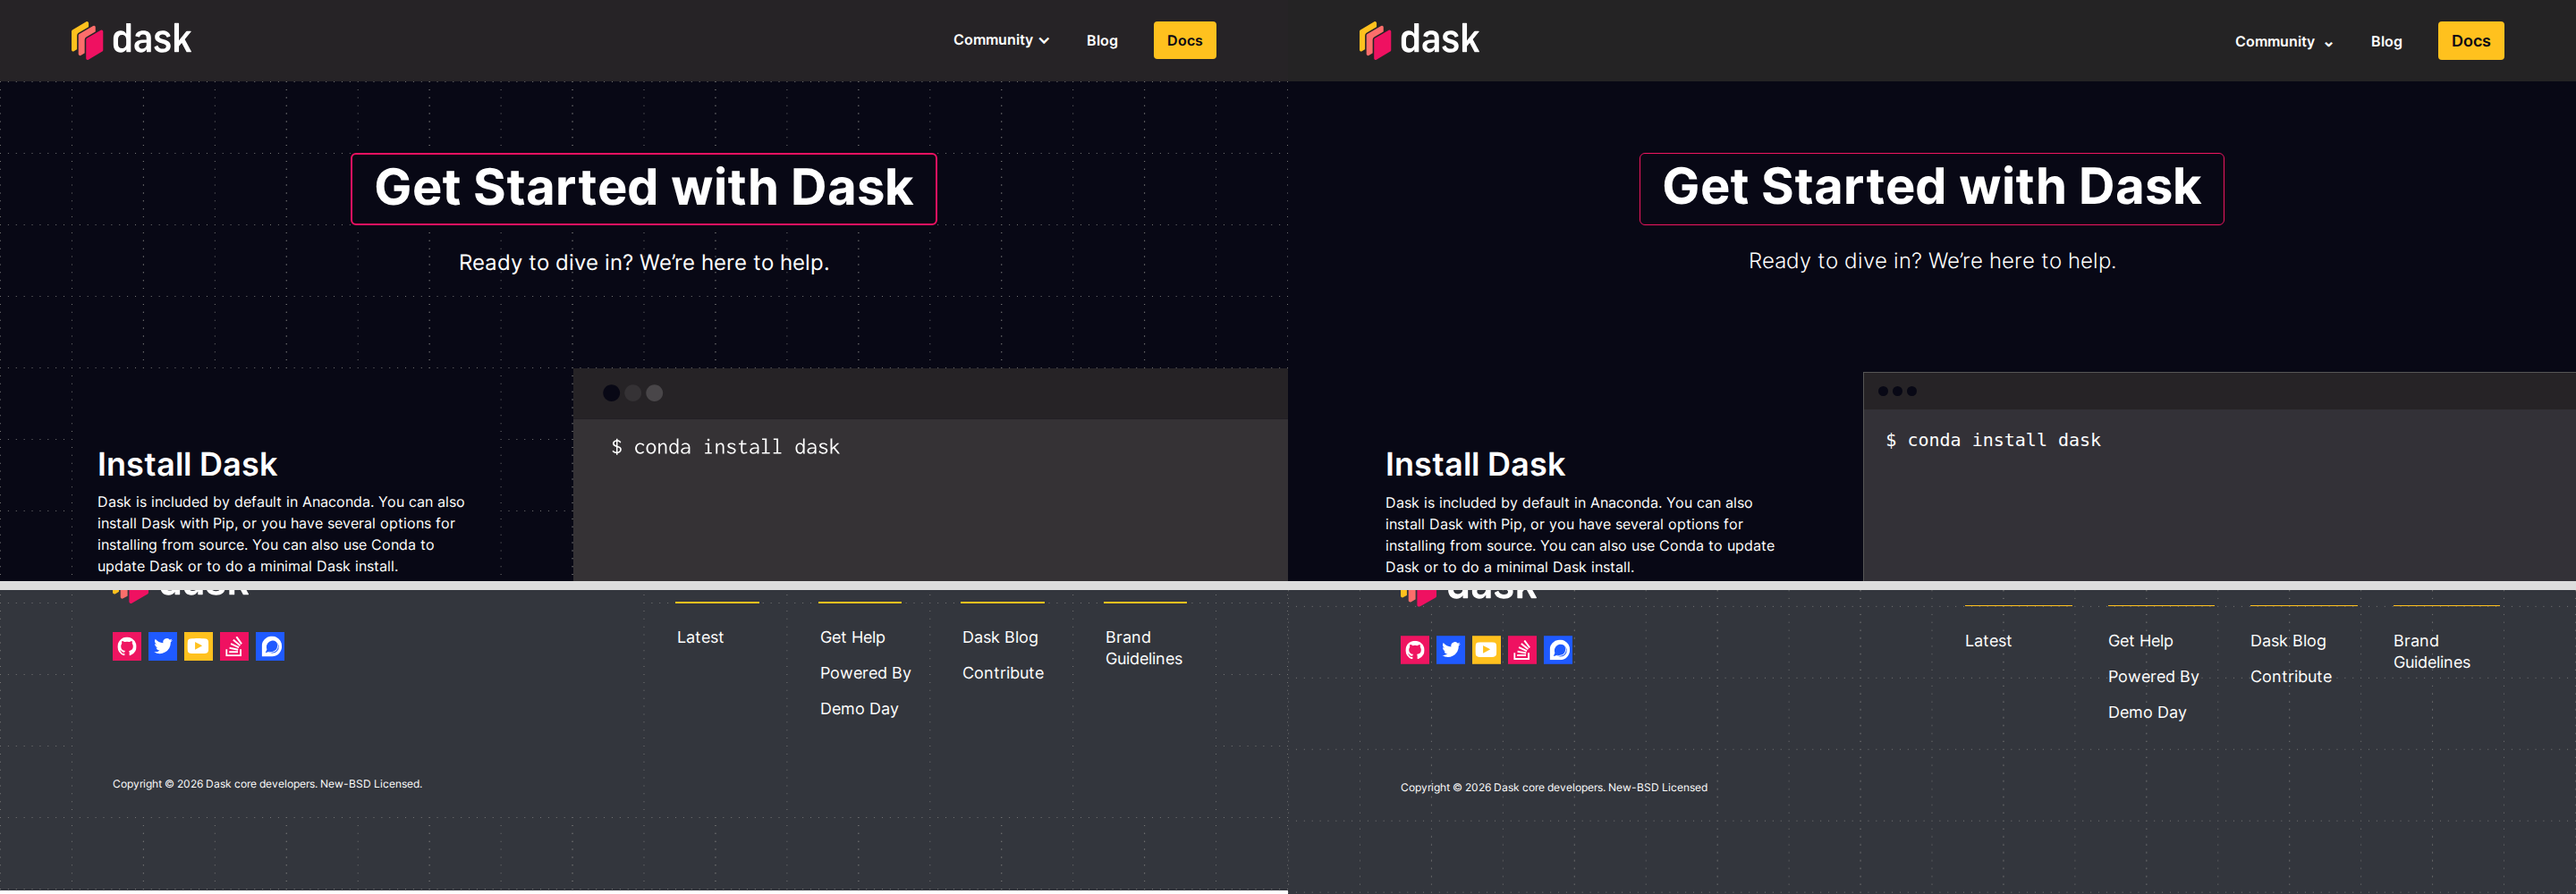 dask
Community
Blog
Docs
Get Started with Dask
Ready to dive in? We’re here to help.
$ conda install dask
Install Dask
Dask is included by default in Anaconda. You can also
install Dask with Pip, or you have several options for
installing from source. You can also use Conda to
update Dask or to do a minimal Dask install.
dask
Community
Blog
Docs
Get Started with Dask
Ready to dive in? We’re here to help.
$ conda install dask
Install Dask
Dask is included by default in Anaconda. You can also
install Dask with Pip, or you have several options for
installing from source. You can also use Conda to update
Dask or to do a minimal Dask install.
dask
Latest
Get Help
Powered By
Demo Day
Dask Blog
Contribute
Brand
Guidelines
Copyright © 2026 Dask core developers. New-BSD Licensed.
dask
Latest
Get Help
Powered By
Demo Day
Dask Blog
Contribute
Brand
Guidelines
Copyright © 2026 Dask core developers. New-BSD Licensed